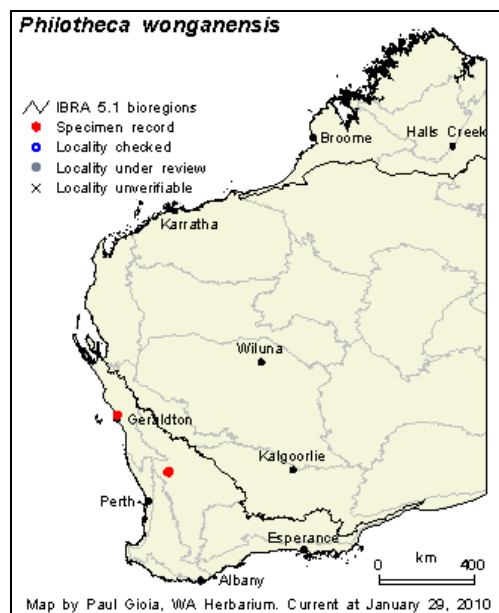 Philotheca wonganensis
IBRA 5.1 bioregions
Specimen record
Locality checked
Locality under review
Locality unverifiable
Broome
Halls Creek
Karratha
Wiluna
Geraldton
Kalgoorlie
Perth
Esperance
Albany
km
0 400
Map by Paul Gioia, WA Herbarium. Current at January 29, 2010